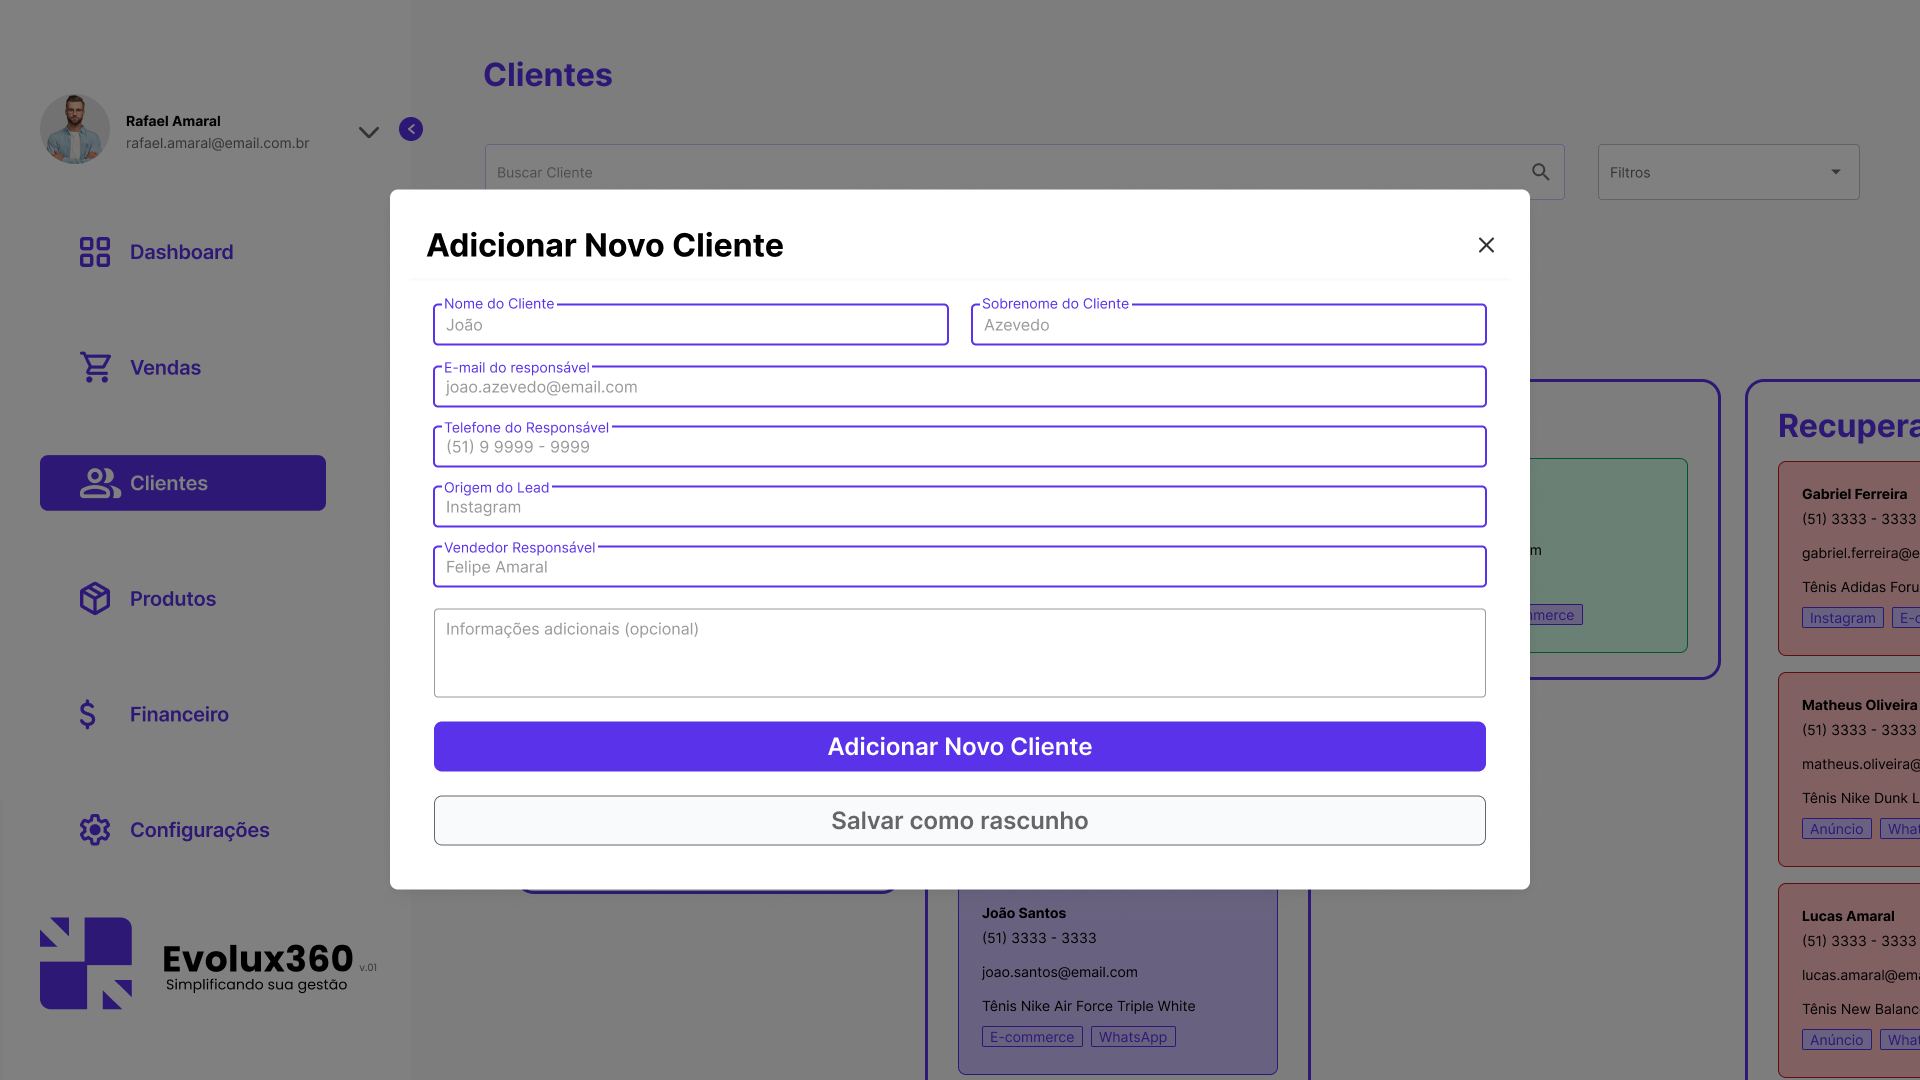 Clientes
Rafael Amaral
rafael.amaral@email.com.br
Buscar Cliente
Filtros
Dashboard
Vendas
Clientes
Produtos
Financeiro
Configurações
Evolux360
v.01
Simplificando sua gestão
Adicionar Novo Cliente
Nome do Cliente
João
Sobrenome do Cliente
Azevedo
E-mail do responsável
joao.azevedo@email.com
Telefone do Responsável
(51) 9 9999 - 9999
Origem do Lead
Instagram
Vendedor Responsável
Felipe Amaral
Informações adicionais (opcional)
Adicionar Novo Cliente
Salvar como rascunho
João Santos
(51) 3333 - 3333
joao.santos@email.com
Tênis Nike Air Force Triple White
E-commerce WhatsApp
m
mmerce
Recupera
Gabriel Ferreira
(51) 3333 - 3333
gabriel.ferreira@e
Tênis Adidas Foru
Instagram E-c
Matheus Oliveira
(51) 3333 - 3333
matheus.oliveira@
Tênis Nike Dunk L
Anúncio What
Lucas Amaral
(51) 3333 - 3333
lucas.amaral@ema
Tênis New Balanc
Anúncio What